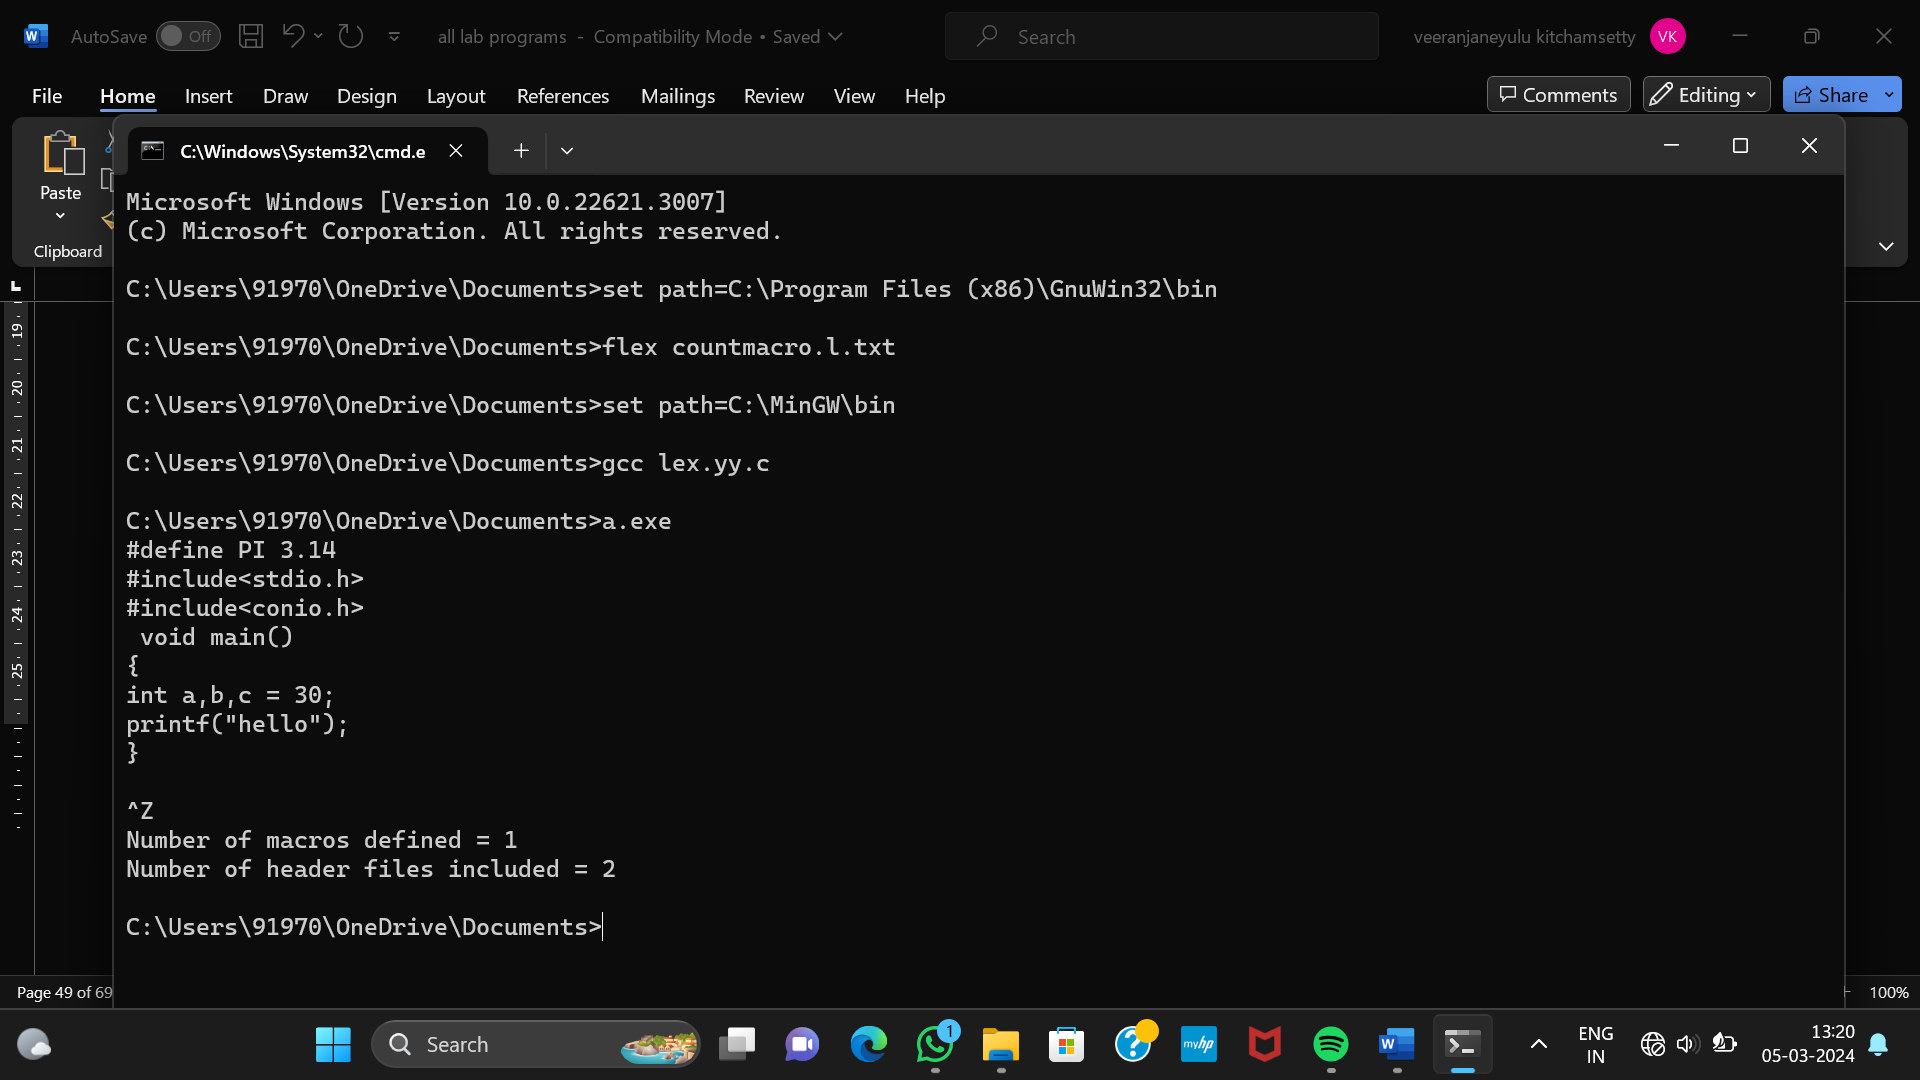 AutoSave Off all lab programs - Compatibility Mode • Saved Search veeranjaneyulu kitchamsetty VK
File Home Insert Draw Design Layout References Mailings Review View Help Comments Editing Share
Paste
Clipboard
C:\Windows\System32\cmd.e
Microsoft Windows [Version 10.0.22621.3007]
(c) Microsoft Corporation. All rights reserved.
C:\Users\91970\OneDrive\Documents>set path=C:\Program Files (x86)\GnuWin32\bin
C:\Users\91970\OneDrive\Documents>flex countmacro.l.txt
C:\Users\91970\OneDrive\Documents>set path=C:\MinGW\bin
C:\Users\91970\OneDrive\Documents>gcc lex.yy.c
C:\Users\91970\OneDrive\Documents>a.exe
#define PI 3.14
#include<stdio.h>
#include<conio.h>
void main()
{
int a,b,c = 30;
printf("hello");
}
^Z
Number of macros defined = 1
Number of header files included = 2
C:\Users\91970\OneDrive\Documents>
19
20
21
22
23
24
25
Page 49 of 69 100%
Search 1 myhp ENG 13:20
IN 05-03-2024